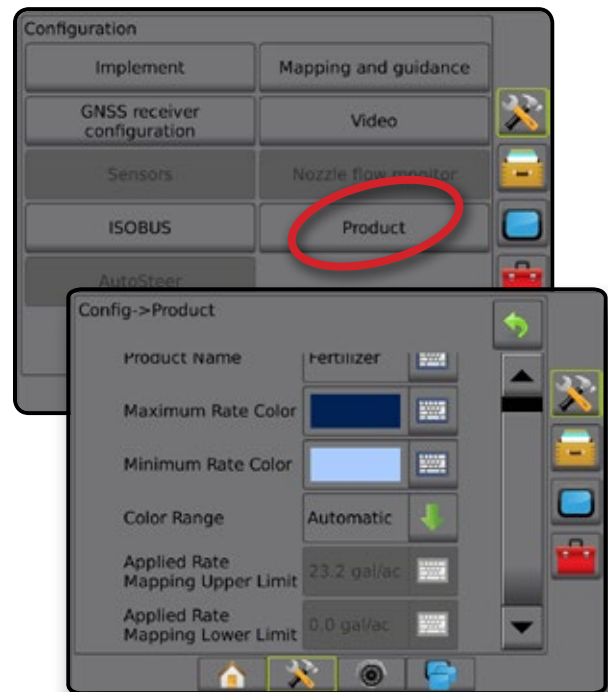 Configuration
Implement
Mapping and guidance
GNSS receiver
configuration
Video
Sensors
Nozzle flow monitor
ISOBUS
Product
AutoSteer
Config->Product
Product Name
Fertilizer
Maximum Rate Color
Minimum Rate Color
Color Range
Automatic
Applied Rate
Mapping Upper Limit
23.2 gal/ac
Applied Rate
Mapping Lower Limit
0.0 gal/ac